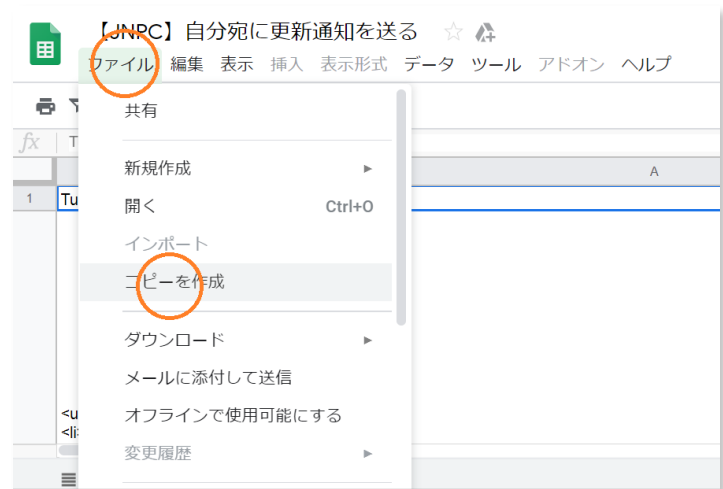 【JNPC】自分宛に更新通知を送る
ファイル 編集 表示 挿入 表示形式 データ ツール アドオン ヘルプ
共有
fx T
新規作成
A
1 Tu
開く Ctrl+O
インポート
コピーを作成
ダウンロード
メールに添付して送信
<u
オフラインで使用可能にする
<li
変更履歴